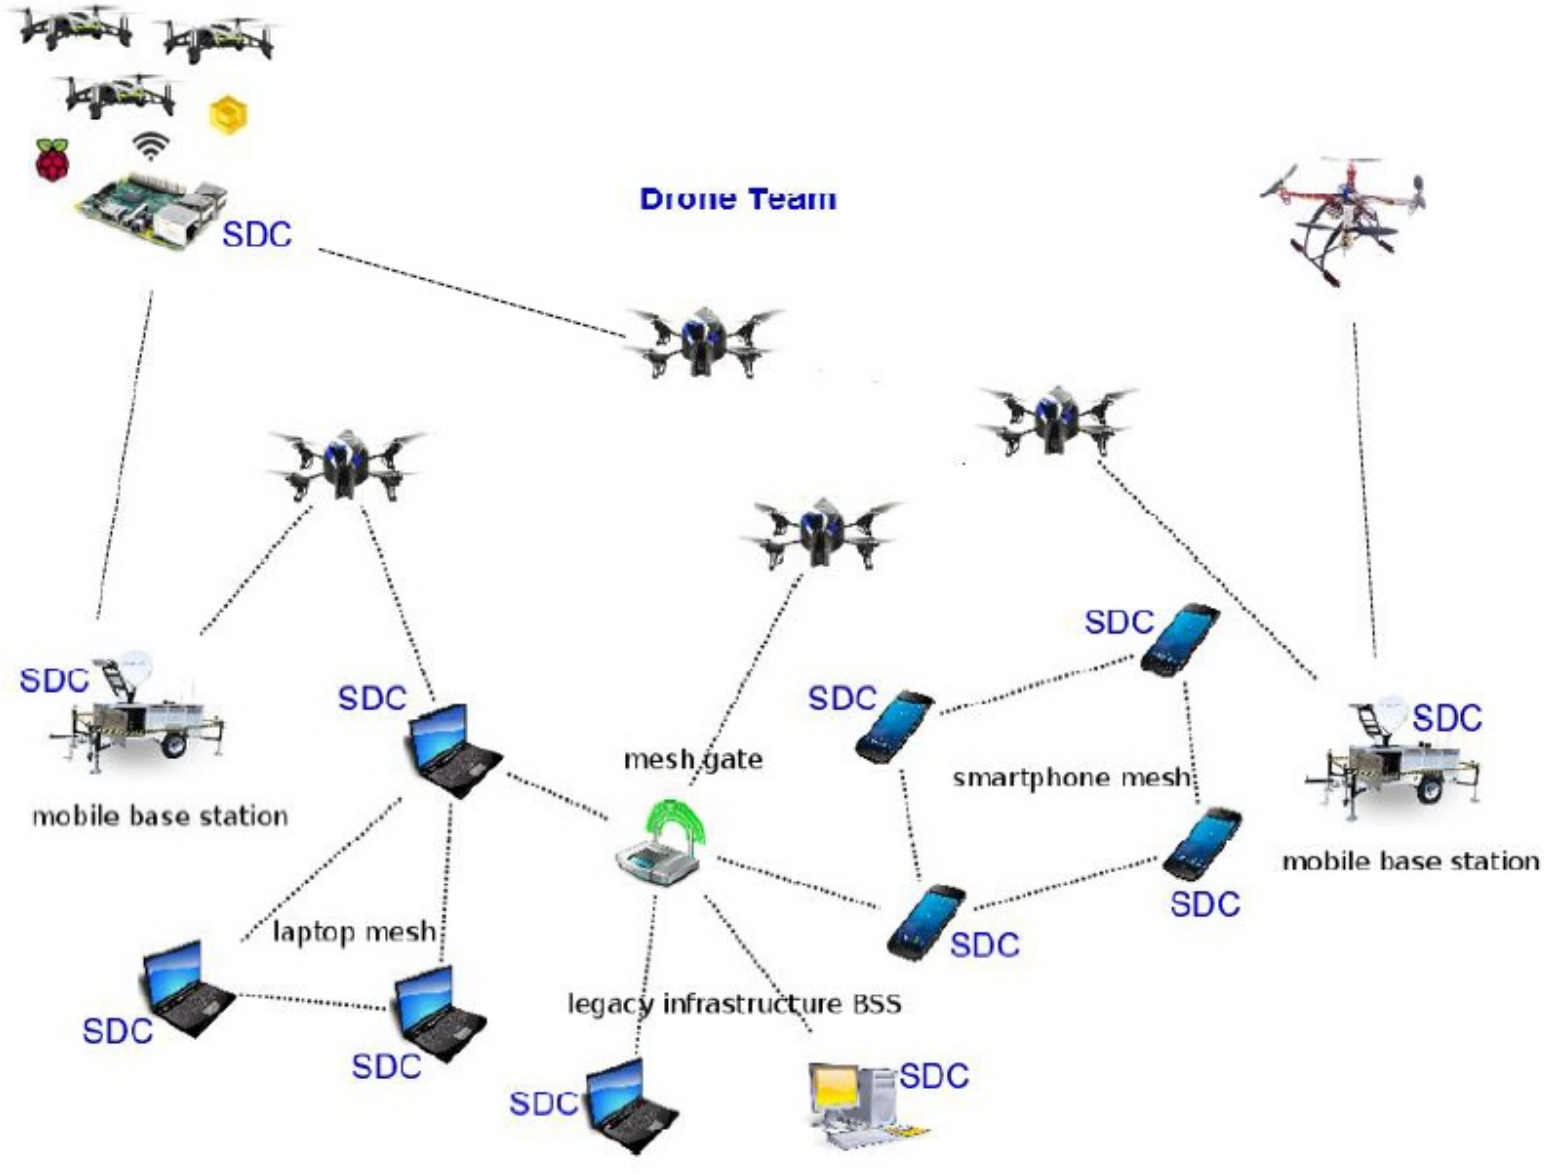 Drone Team
SDC
SDC
SDC
SDC
SDC
SDC
mesh gate
smartphone mesh
mobile base station
mobile base station
SDC
SDC
laptop mesh
SDC
SDC
legacy infrastructure BSS
SDC
SDC
SDC